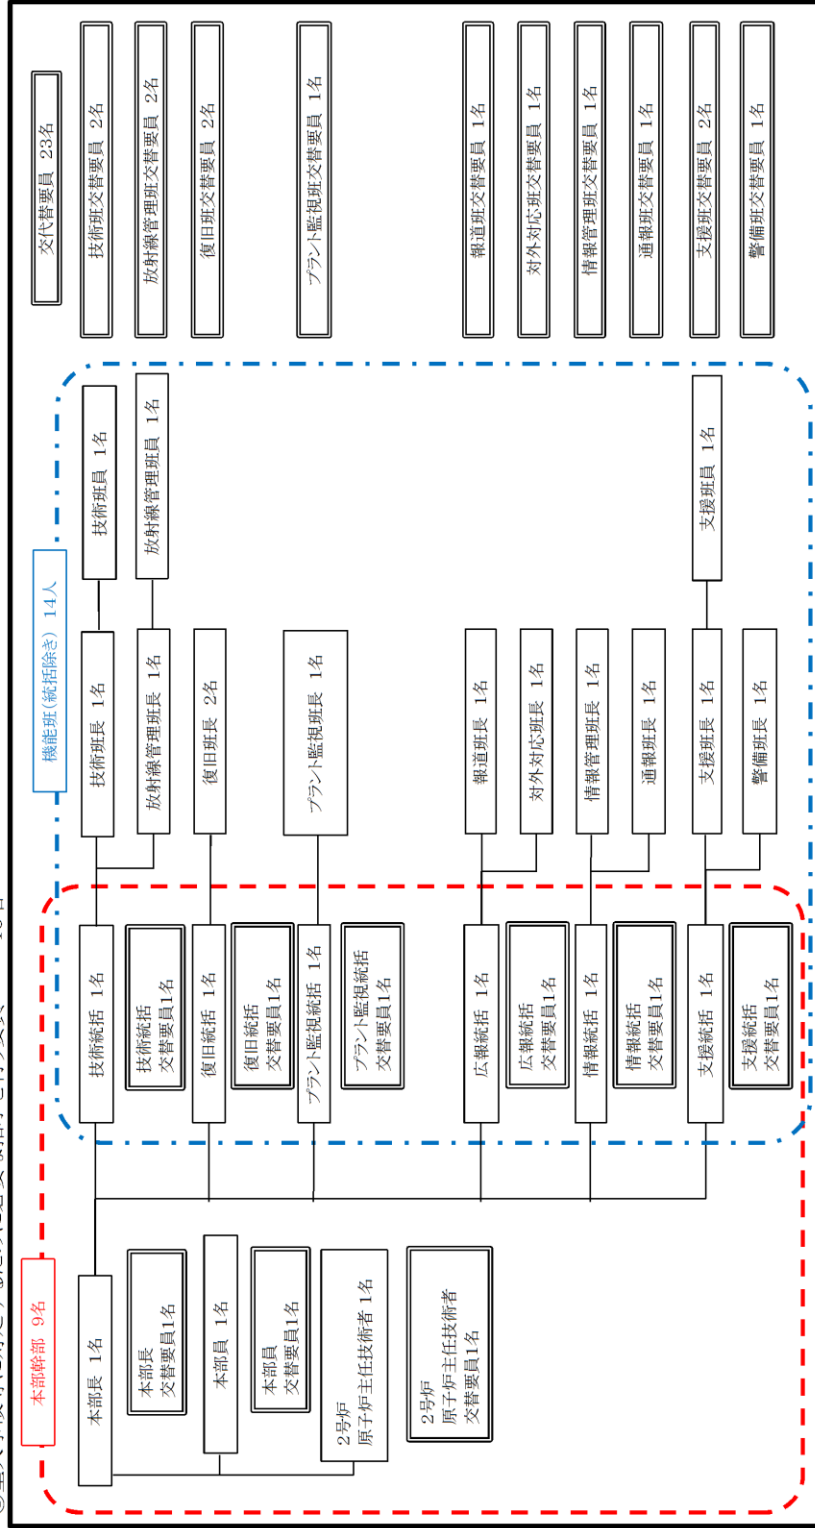 本部幹部 9名
機能班(統括除き) 14人
交代替要員 23名
本部長 1名
技術統括 1名
技術班長 1名
技術班員 1名
技術班交替要員 2名
本部長
交替要員1名
技術統括
交替要員1名
放射線管理班長 1名
放射線管理班員 1名
放射線管理班交替要員 2名
本部員 1名
復旧統括 1名
復旧班長 2名
復旧班交替要員 2名
本部員
交替要員1名
復旧統括
交替要員1名
2号炉
原子炉主任技術者 1名
プラント監視統括 1名
プラント監視班長 1名
プラント監視班交替要員 1名
プラント監視統括
交替要員1名
2号炉
原子炉主任技術者
交替要員1名
広報統括 1名
報道班長 1名
報道班交替要員 1名
広報統括
交替要員1名
対外対応班長 1名
対外対応班交替要員 1名
情報統括 1名
情報管理班長 1名
情報管理班交替要員 1名
情報統括
交替要員1名
通報班長 1名
通報班交替要員 1名
支援統括 1名
支援班長 1名
支援班員 1名
支援班交替要員 2名
支援統括
交替要員1名
警備班長 1名
警備班交替要員 1名